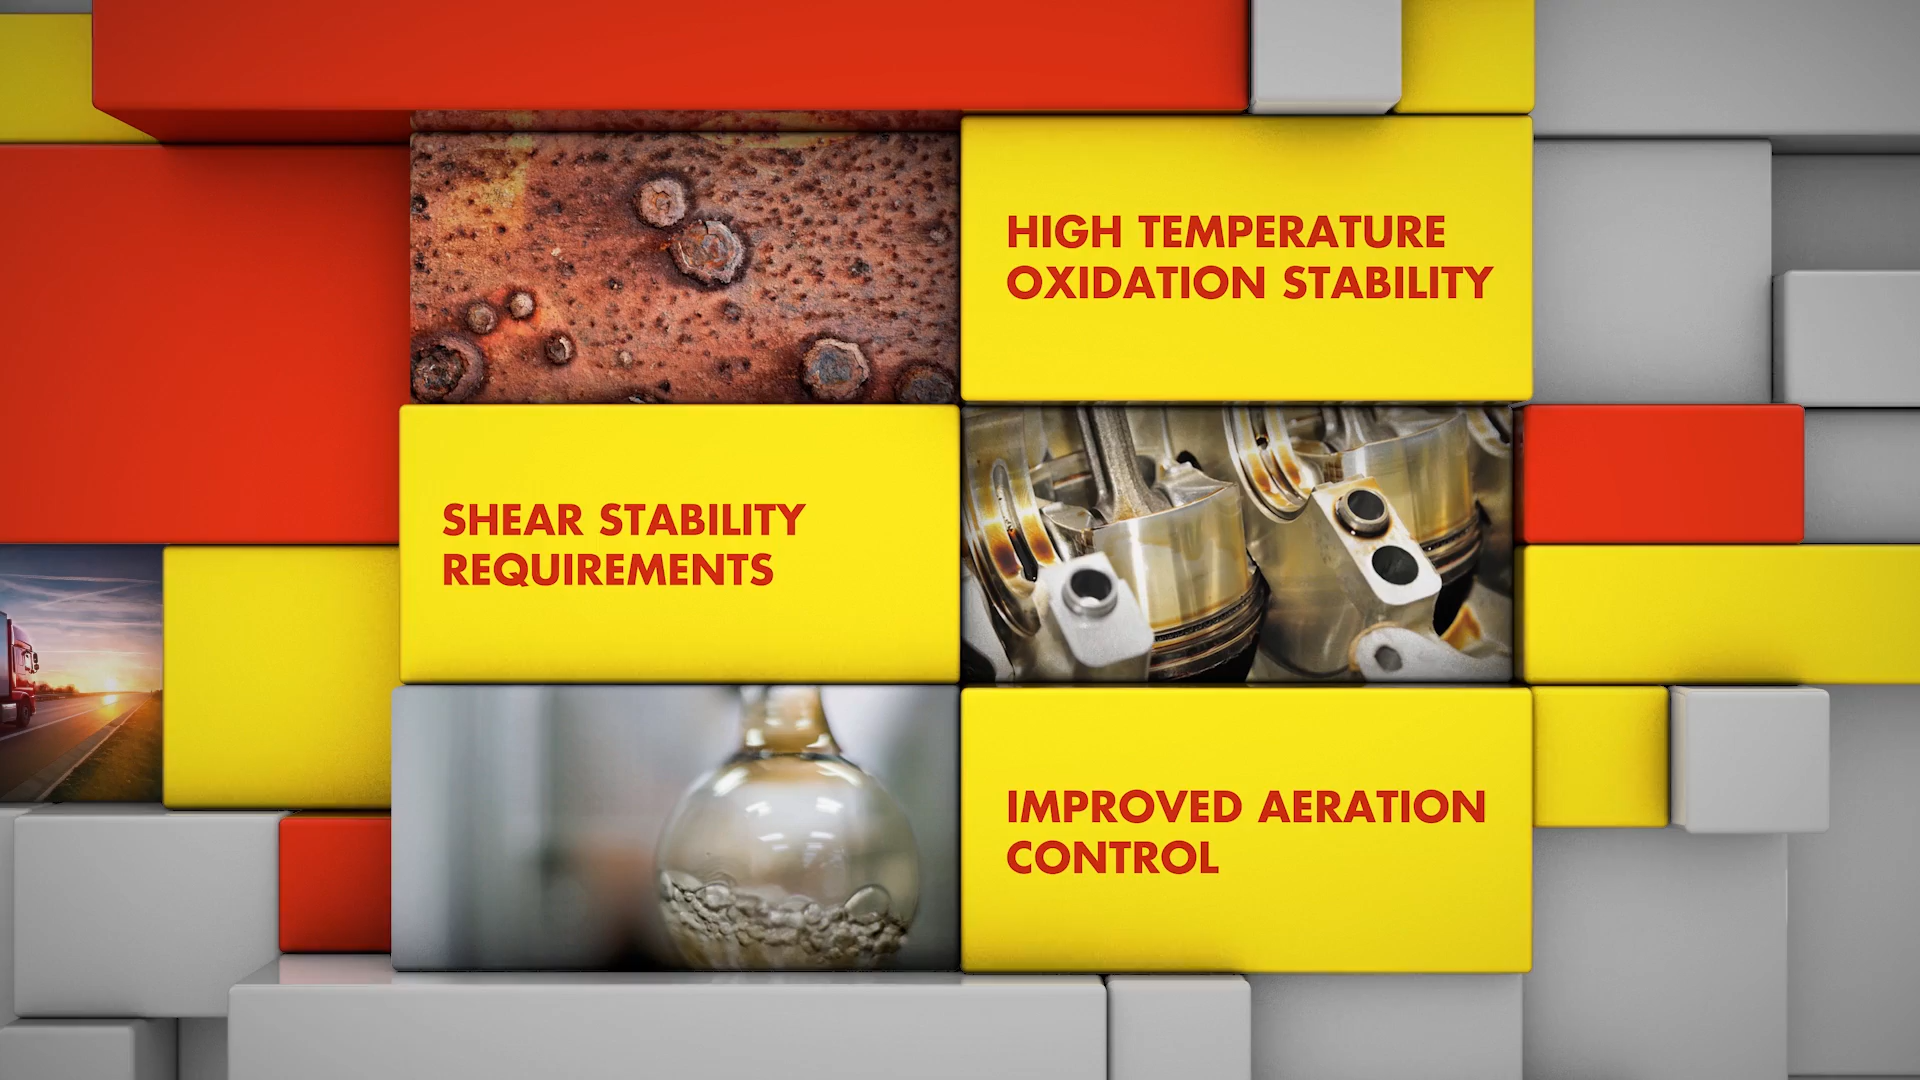 HIGH TEMPERATURE
OXIDATION STABILITY
SHEAR STABILITY
REQUIREMENTS
IMPROVED AERATION
CONTROL